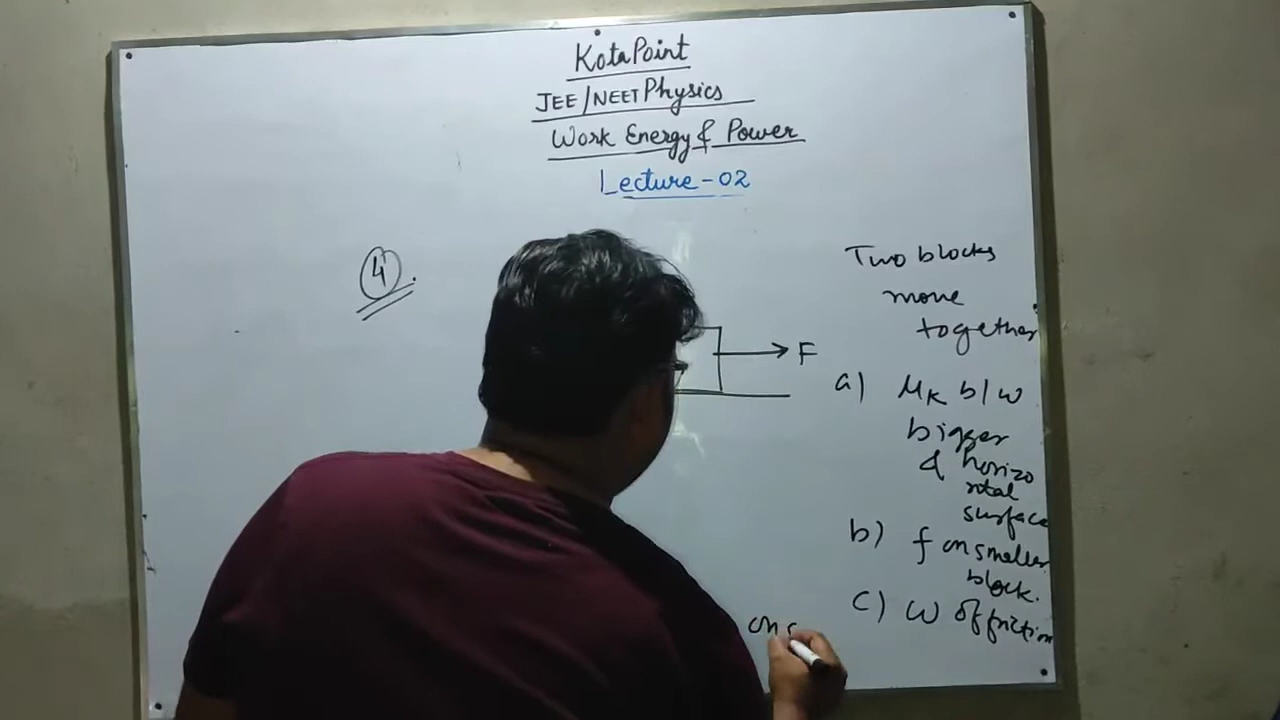 KotaPoint
JEE/NEET Physics
Work Energy & Power
Lecture-02
4.
F
Two blocks
move
together
a) μk b/w
bigger
& horizo
ntal
surface
b) f on smaller
block.
c) W of friction
on s